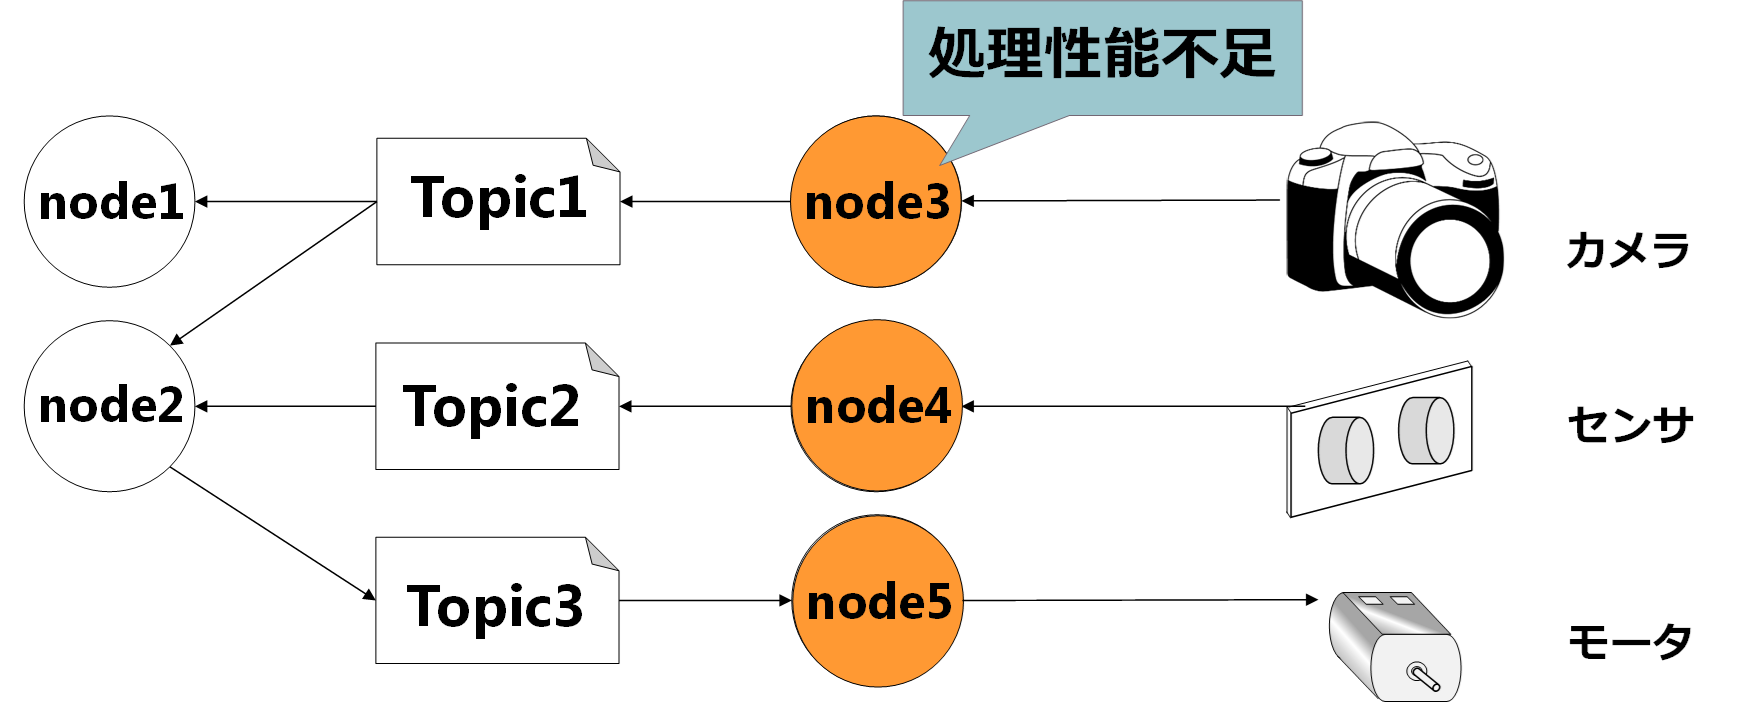 処理性能不足
node1
Topic1
node3
カメラ
node2
Topic2
node4
センサ
Topic3
node5
モータ